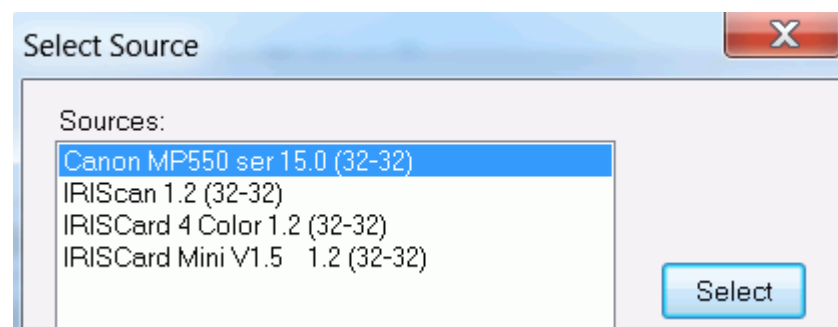 Select Source
Sources:
Canon MP550 ser 15.0 (32-32)
IRIScan 1.2 (32-32)
IRISCard 4 Color 1.2 (32-32)
IRISCard Mini V1.5   1.2 (32-32)
Select